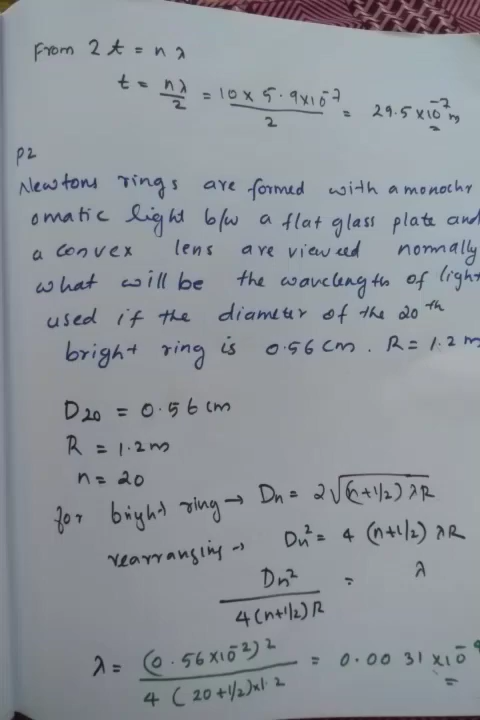 From 2t = nλ
t = nλ/2 = 10 × 5.9×10⁻⁷/2 = 29.5×10⁻⁷m
P2
Newtons rings are formed with a monochr
omatic light b/w a flat glass plate and
a convex lens are viewed normally
what will be the wavelength of light
used if the diameter of the 20th
bright ring is 0.56 cm. R = 1.2 m
D20 = 0.56 cm
R = 1.2m
n = 20
for bright ring → Dn = 2√(n+1/2) λR
rearranging → Dn² = 4 (n+1/2) λR
Dn²/4(n+1/2)R = λ
λ = (0.56×10⁻²)²/4(20+1/2)×1.2 = 0.0031×10⁻